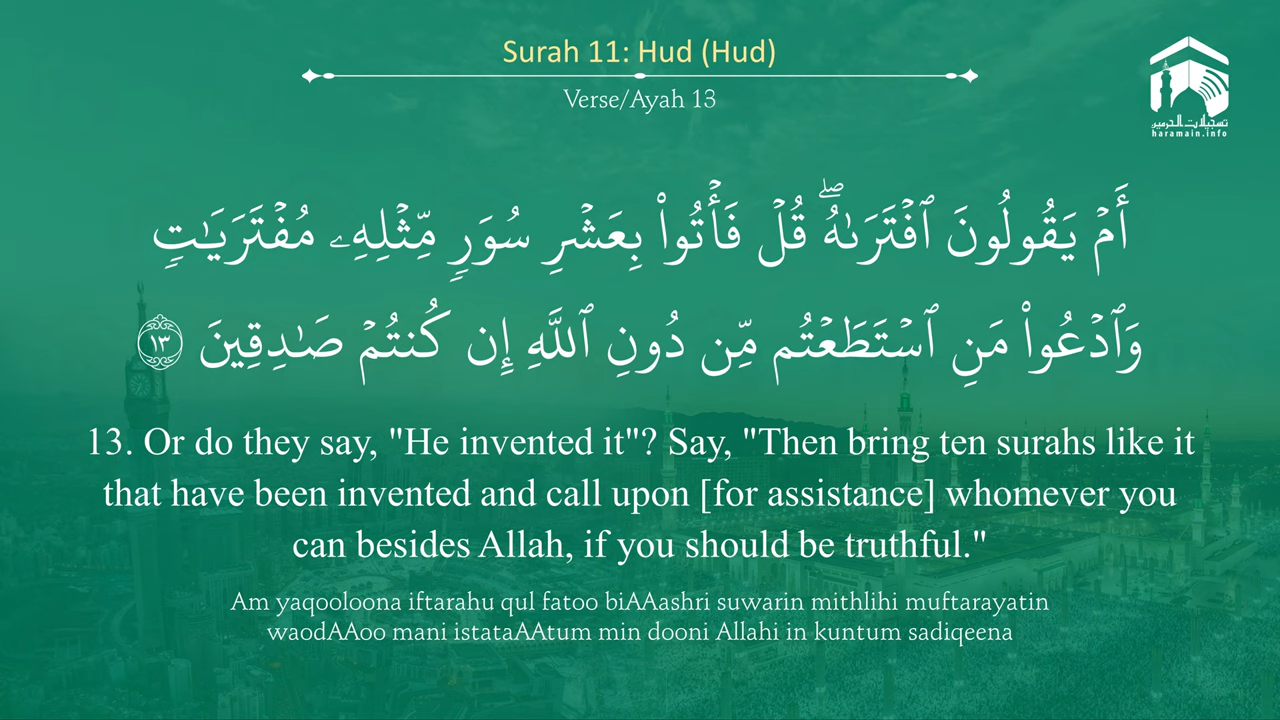 Surah 11: Hud (Hud)
Verse/Ayah 13
تسجيلات الحرمين
haramain.info
أَمۡ يَقُولُونَ ٱفۡتَرَىٰهُۖ قُلۡ فَأۡتُواْ بِعَشۡرِ سُوَرٖ مِّثۡلِهِۦ مُفۡتَرَيَٰتٖ
وَٱدۡعُواْ مَنِ ٱسۡتَطَعۡتُم مِّن دُونِ ٱللَّهِ إِن كُنتُمۡ صَٰدِقِينَ ١٣
13. Or do they say, "He invented it"? Say, "Then bring ten surahs like it
that have been invented and call upon [for assistance] whomever you
can besides Allah, if you should be truthful."
Am yaqooloona iftarahu qul fatoo biAAashri suwarin mithlihi muftarayatin
waodAAoo mani istataAAtum min dooni Allahi in kuntum sadiqeena